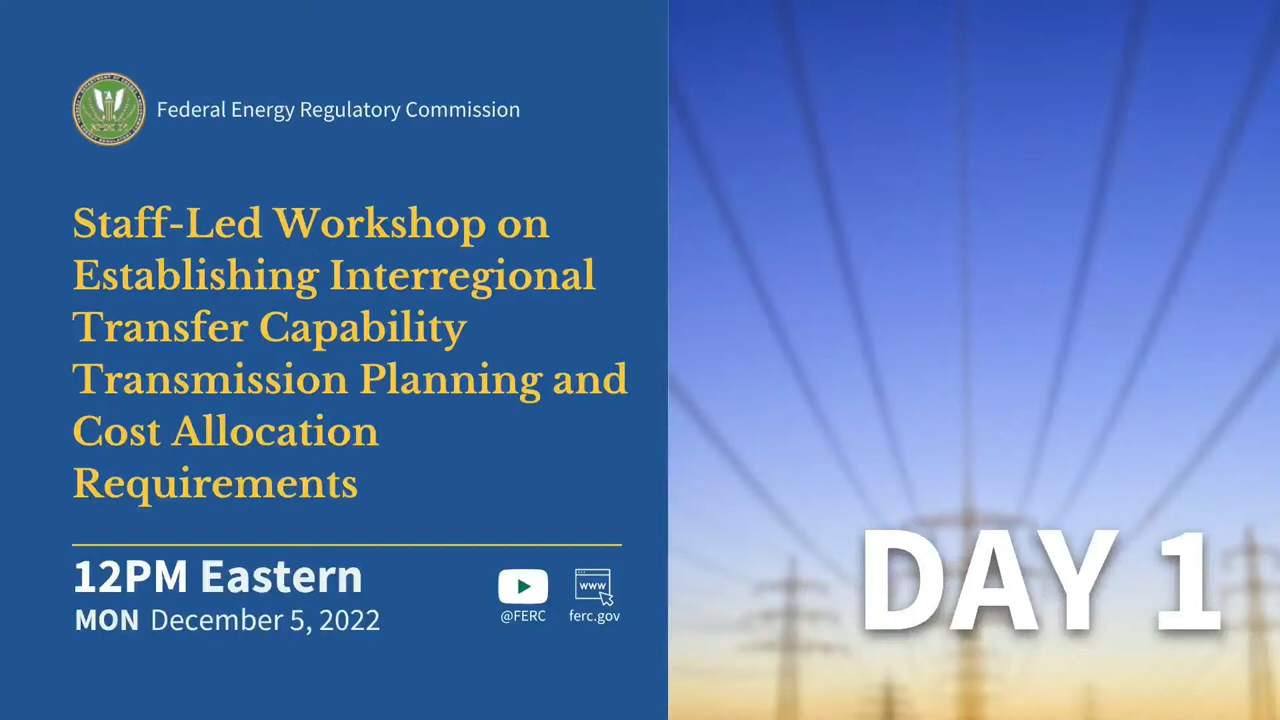 Federal Energy Regulatory Commission
Staff-Led Workshop on
Establishing Interregional
Transfer Capability
Transmission Planning and
Cost Allocation
Requirements
12PM Eastern
MON December 5, 2022
www
@FERC
ferc.gov
DAY 1